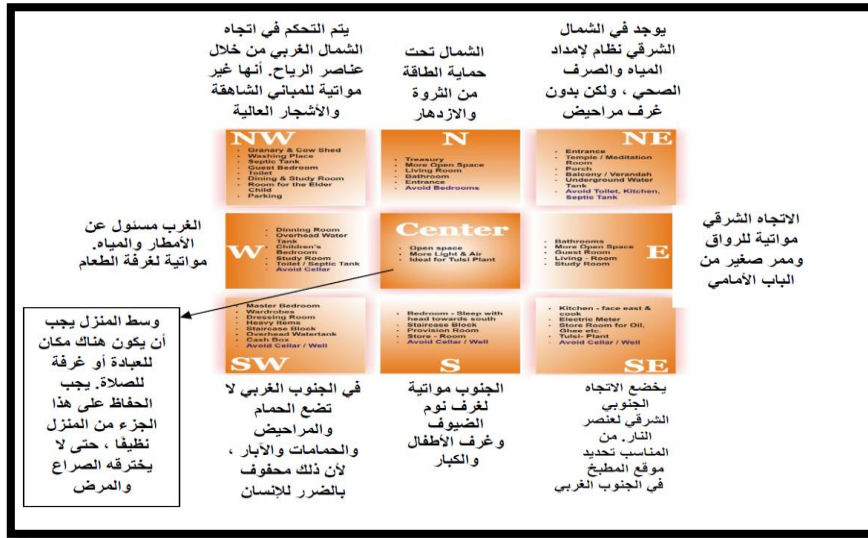 يتم التحكم في اتجاه
الشمال الغربي من خلال
عناصر الرياح. أنها غير
مواتية للمباني الشاهقة
والأشجار العالية
الشمال تحت
حماية الطاقة
من الثروة
والازدهار
يوجد في الشمال
الشرقي نظام لإمداد
المياه والصرف
الصحي ، ولكن بدون
غرف مراحيض
NW
- Granary & Cow Shed
- Washing Place
- Septic Tank
- Guest Bedroom
- Toilet
- Dining & Study Room
- Room for the Elder
Child
- Parking
N
- Treasury
- More Open Space
- Living Room
- Bathroom
- Entrance
- Avoid Bedrooms
NE
- Entrance
- Temple / Meditation
Room
- Porch
- Balcony / Verandah
- Underground Water
Tank
- Avoid Toilet, Kitchen,
Septic Tank
الغرب مسئول عن
الأمطار والمياه.
مواتية لغرفة الطعام
W
- Dinning Room
- Overhead Water
Tank
- Children's
Bedroom
- Study Room
- Toilet / Septic Tank
- Avoid Cellar
Center
- Open space
- More Light & Air
- Ideal for Tulsi Plant
E
- Bathrooms
- More Open Space
- Guest Room
- Living - Room
- Study Room
الاتجاه الشرقي
مواتية للرواق
وممر صغير من
الباب الأمامي
- Master Bedroom
- Wardrobes
- Dressing Room
- Heavy Items
- Staircase Block
- Overhead Watertank
- Cash Box
- Avoid Cellar / Well
SW
- Bedroom - Sleep with
head towards south
- Staircase Block
- Provision Room
- Store - Room
- Avoid Cellar / Well
S
- Kitchen - face east &
cook
- Electric Meter
- Store Room for Oil,
Ghee etc.
- Tulsi- Plant
- Avoid Cellar / Well
SE
وسط المنزل يجب
أن يكون هناك مكان
للعبادة أو غرفة
للصلاة. يجب
الحفاظ على هذا
الجزء من المنزل
نظيفًا ، حتى لا
يخترقه الصراع
والمرض
في الجنوب الغربي لا
تضع الحمام
والمراحيض
والحمامات والآبار ،
لأن ذلك محفوف
بالضرر للإنسان
الجنوب مواتية
لغرف نوم
الضيوف
وغرف الأطفال
والكبار
يخضع الاتجاه
الجنوبي
الشرقي لعنصر
النار. من
المناسب تحديد
موقع المطبخ
في الجنوب الغربي